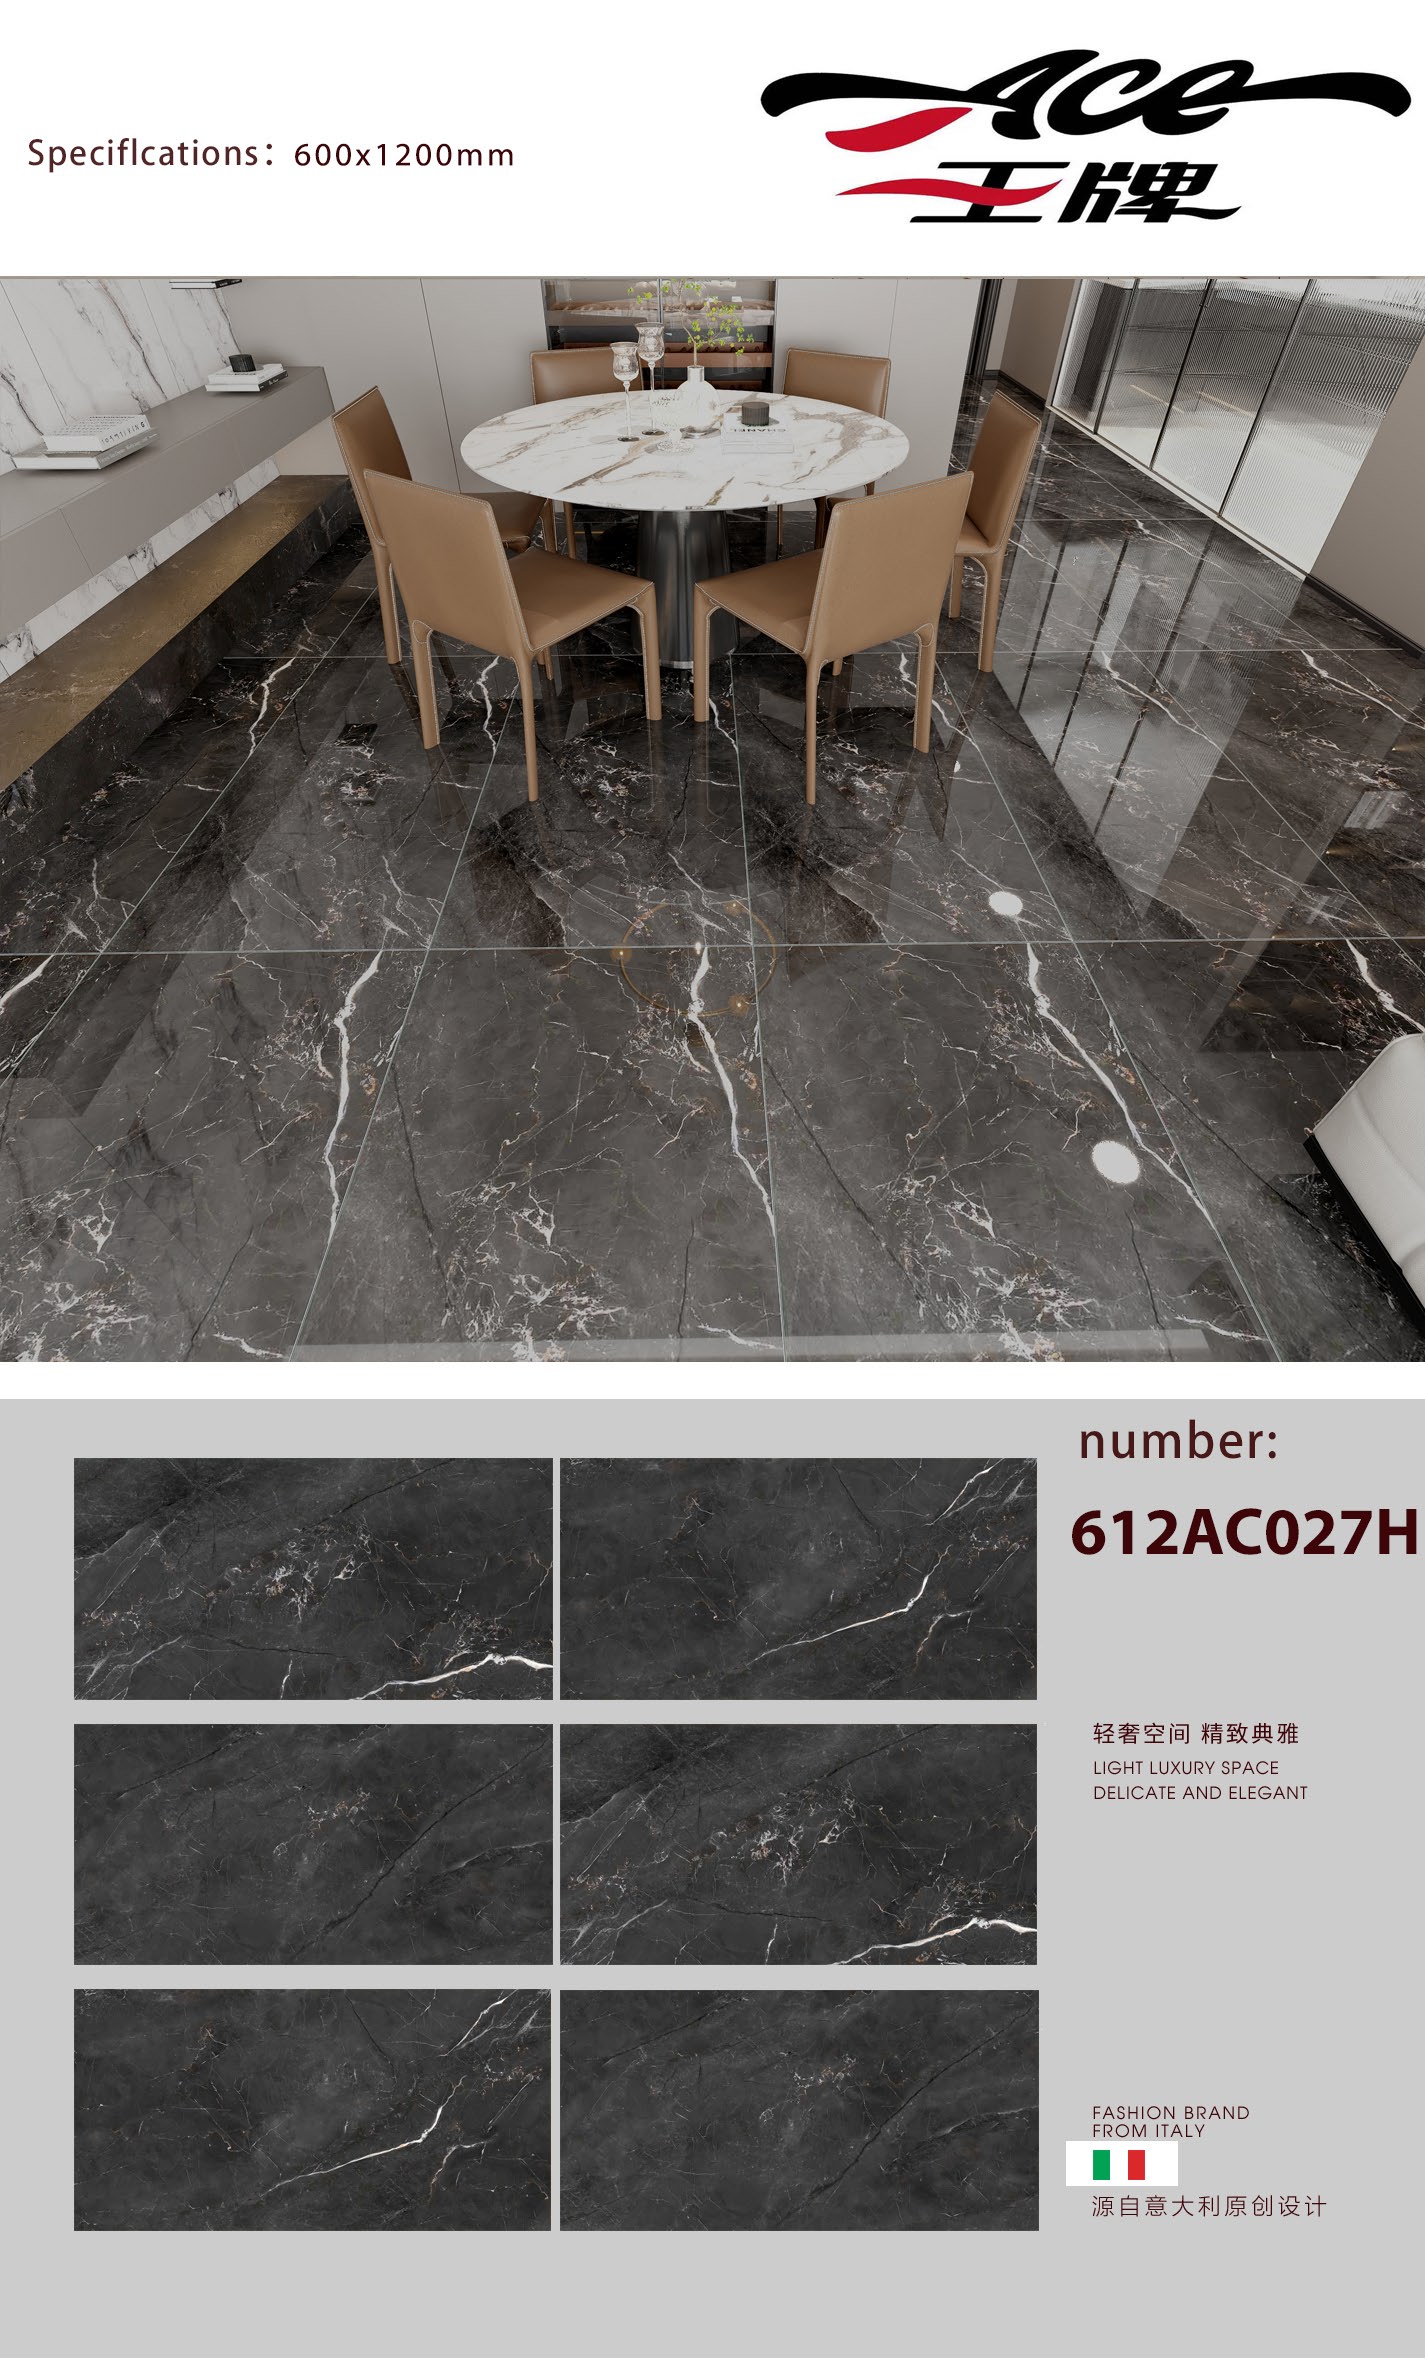 Ace
王牌
Speciflcations：600x1200mm
CHANEL
number:
612AC027H
轻奢空间 精致典雅
LIGHT LUXURY SPACE
DELICATE AND ELEGANT
FASHION BRAND
FROM ITALY
源自意大利原创设计